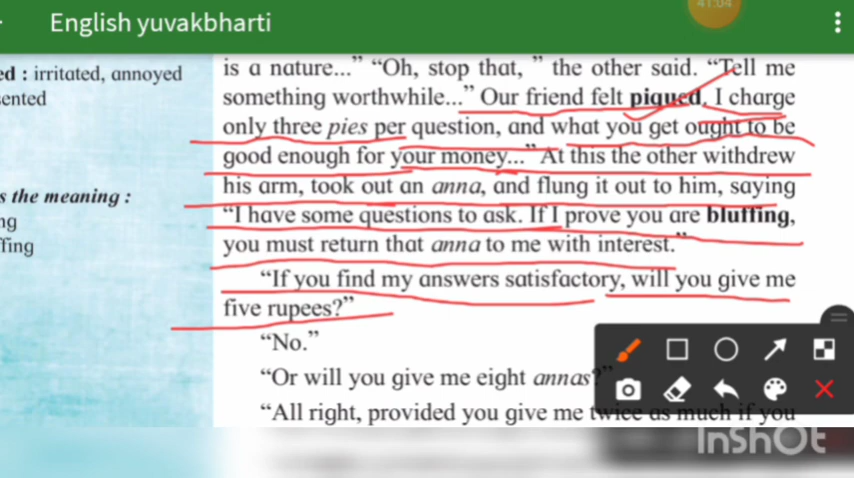 41:04
English yuvakbharti
ed : irritated, annoyed
sented
s the meaning :
ng
fing
is a nature...” “Oh, stop that, ” the other said. “Tell me
something worthwhile...” Our friend felt piqued. I charge
only three pies per question, and what you get ought to be
good enough for your money...” At this the other withdrew
his arm, took out an anna, and flung it out to him, saying
“I have some questions to ask. If I prove you are bluffing,
you must return that anna to me with interest.”
“If you find my answers satisfactory, will you give me
five rupees?”
“No.”
“Or will you give me eight annas?”
“All right, provided you give me twice as much if you
InShOt